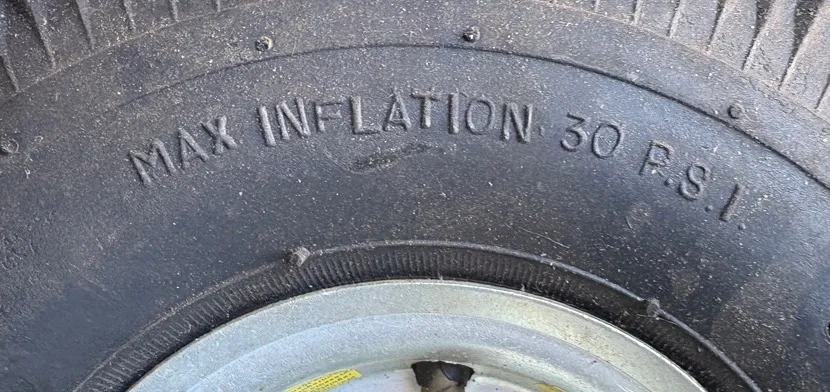 MAX INFLATION 30 P.S.I.